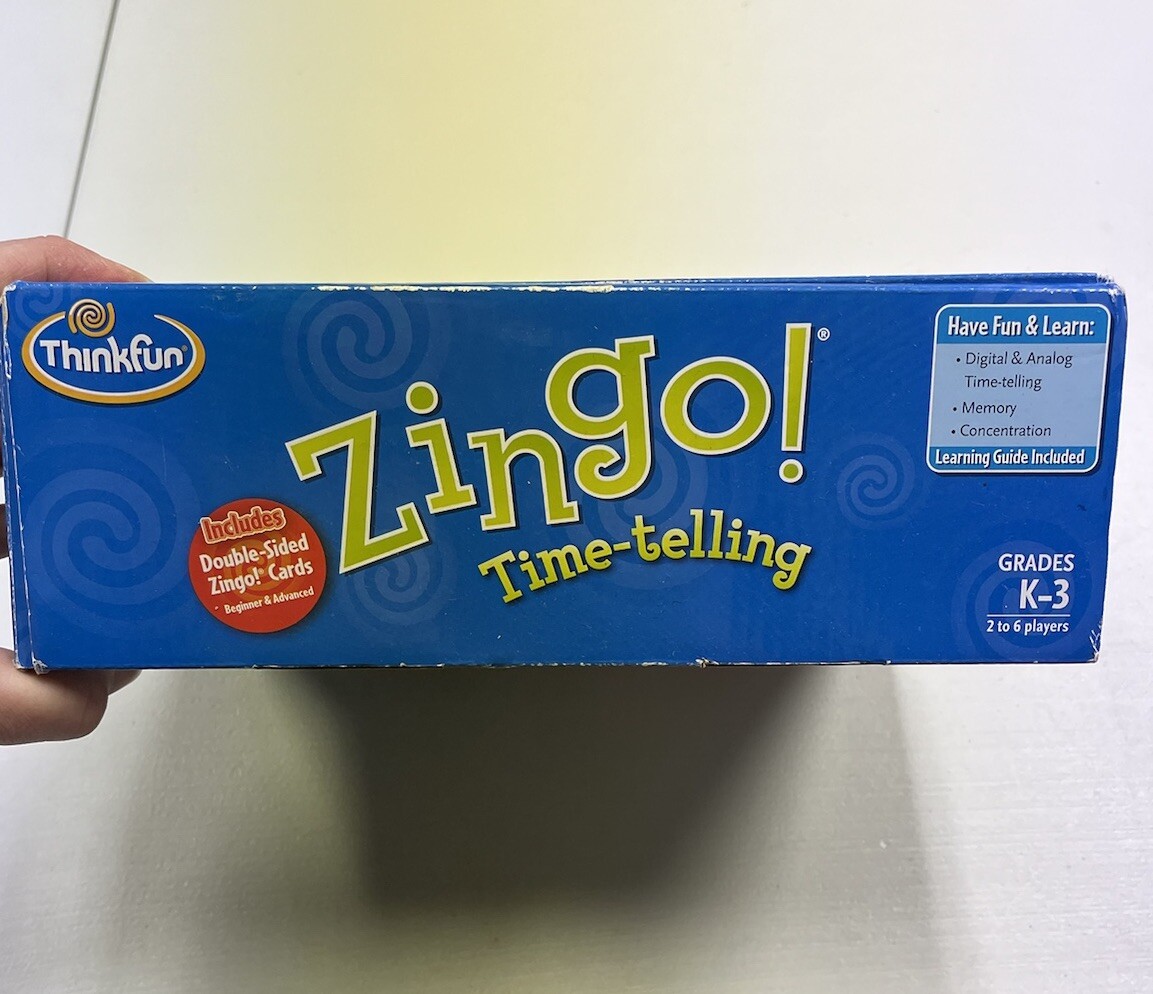 ThinkFun®
Zingo!®
Time-telling
Includes
Double-Sided
Zingo!® Cards
Beginner & Advanced
Have Fun & Learn:
• Digital & Analog
Time-telling
• Memory
• Concentration
Learning Guide Included
GRADES
K-3
2 to 6 players